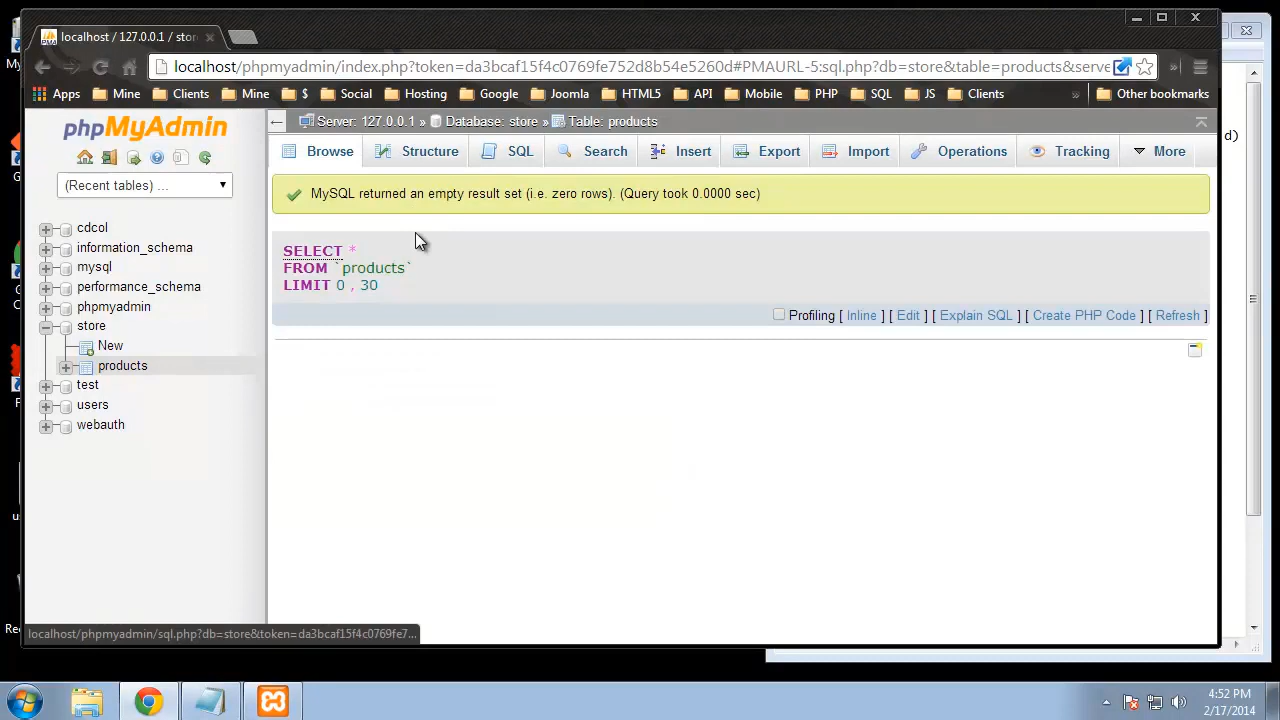 localhost / 127.0.0.1 / stor
localhost/phpmyadmin/index.php?token=da3bcaf15f4c0769fe752d8b54e5260d#PMAURL-5:sql.php?db=store&table=products&serve
Apps Mine Clients Mine $ Social Hosting Google Joomla HTML5 API Mobile PHP SQL JS Clients » Other bookmarks
phpMyAdmin
(Recent tables) ...
cdcol
information_schema
mysql
performance_schema
phpmyadmin
store
New
products
test
users
webauth
Server: 127.0.0.1 » Database: store » Table: products
Browse Structure SQL Search Insert Export Import Operations Tracking More
MySQL returned an empty result set (i.e. zero rows). (Query took 0.0000 sec)
SELECT *
FROM `products`
LIMIT 0 , 30
Profiling [ Inline ] [ Edit ] [ Explain SQL ] [ Create PHP Code ] [ Refresh ]
localhost/phpmyadmin/sql.php?db=store&token=da3bcaf15f4c0769fe7...
d)
4:52 PM
2/17/2014